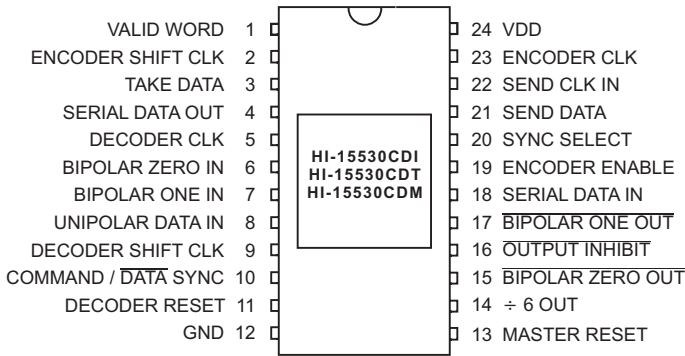 VALID WORD 1
ENCODER SHIFT CLK 2
TAKE DATA 3
SERIAL DATA OUT 4
DECODER CLK 5
BIPOLAR ZERO IN 6
BIPOLAR ONE IN 7
UNIPOLAR DATA IN 8
DECODER SHIFT CLK 9
COMMAND / DATA SYNC 10
DECODER RESET 11
GND 12
HI-15530CDI
HI-15530CDT
HI-15530CDM
24 VDD
23 ENCODER CLK
22 SEND CLK IN
21 SEND DATA
20 SYNC SELECT
19 ENCODER ENABLE
18 SERIAL DATA IN
17 BIPOLAR ONE OUT
16 OUTPUT INHIBIT
15 BIPOLAR ZERO OUT
14 ÷ 6 OUT
13 MASTER RESET